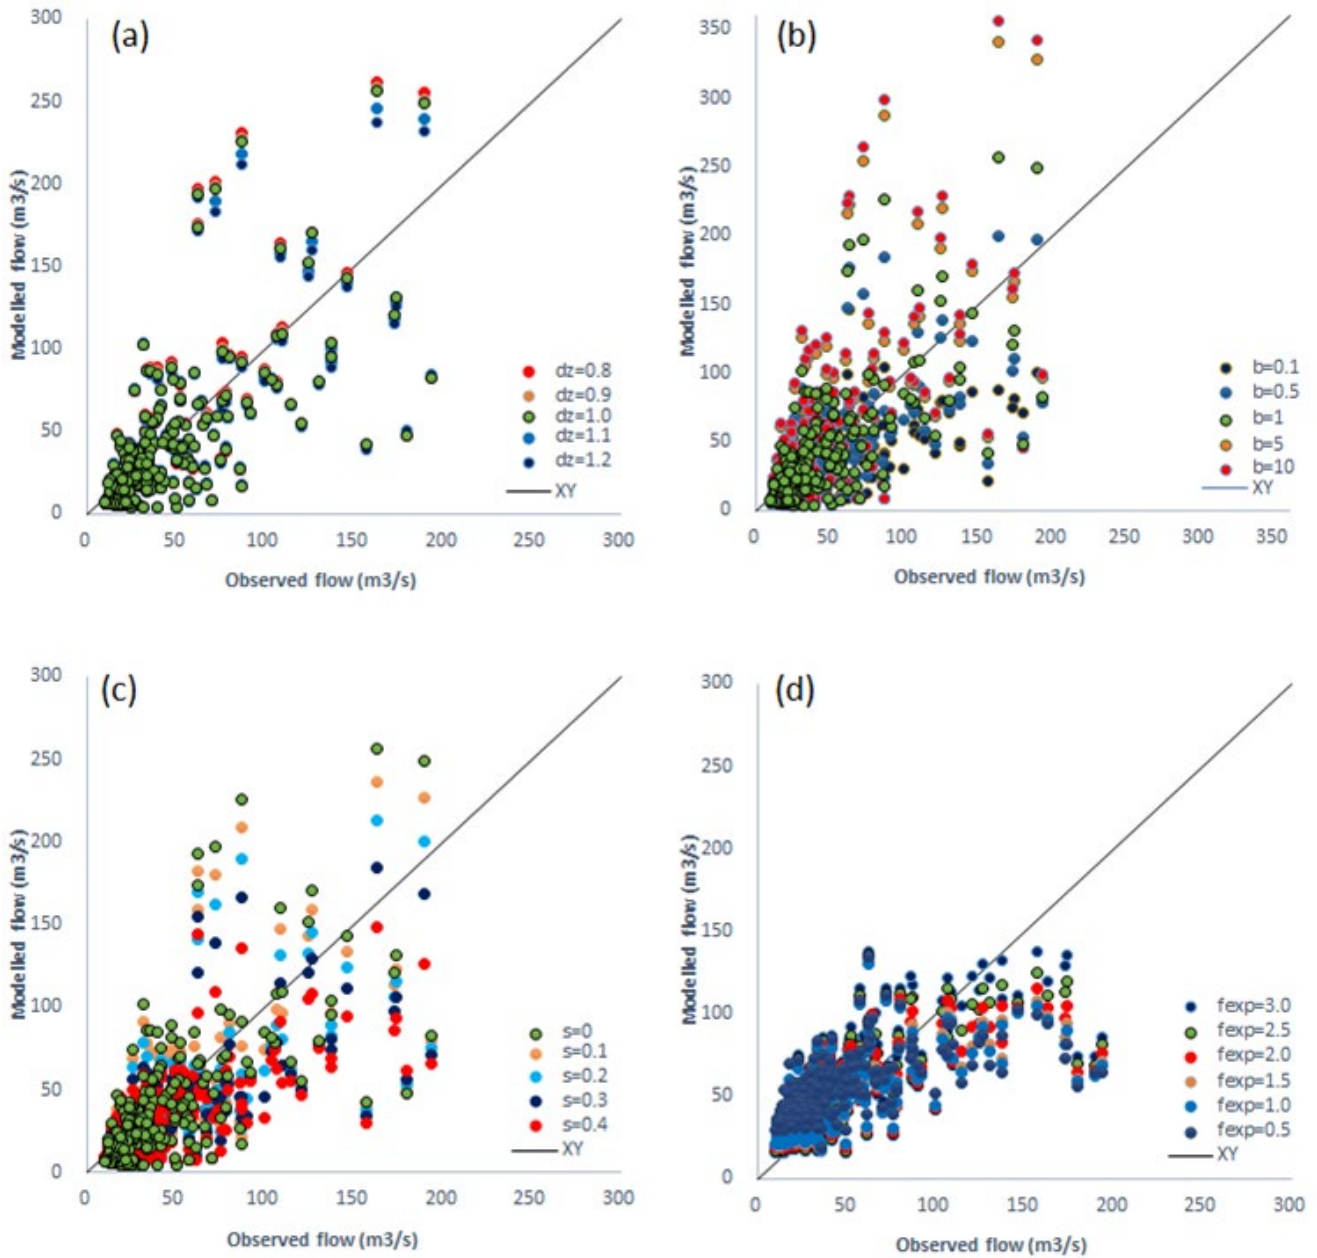 (a)
300
250
200
150
100
50
0
Modelled flow (m3/s)
dz=0.8
dz=0.9
dz=1.0
dz=1.1
dz=1.2
XY
0 50 100 150 200 250 300
Observed flow (m3/s)
(b)
350
300
250
200
150
100
50
0
Modelled flow (m3/s)
b=0.1
b=0.5
b=1
b=5
b=10
XY
0 50 100 150 200 250 300 350
Observed flow (m3/s)
(c)
300
250
200
150
100
50
0
Modelled flow (m3/s)
s=0
s=0.1
s=0.2
s=0.3
s=0.4
XY
0 50 100 150 200 250 300
Observed flow (m3/s)
(d)
300
250
200
150
100
50
0
Modelled flow (m3/s)
fexp=3.0
fexp=2.5
fexp=2.0
fexp=1.5
fexp=1.0
fexp=0.5
XY
0 50 100 150 200 250 300
Observed flow (m3/s)